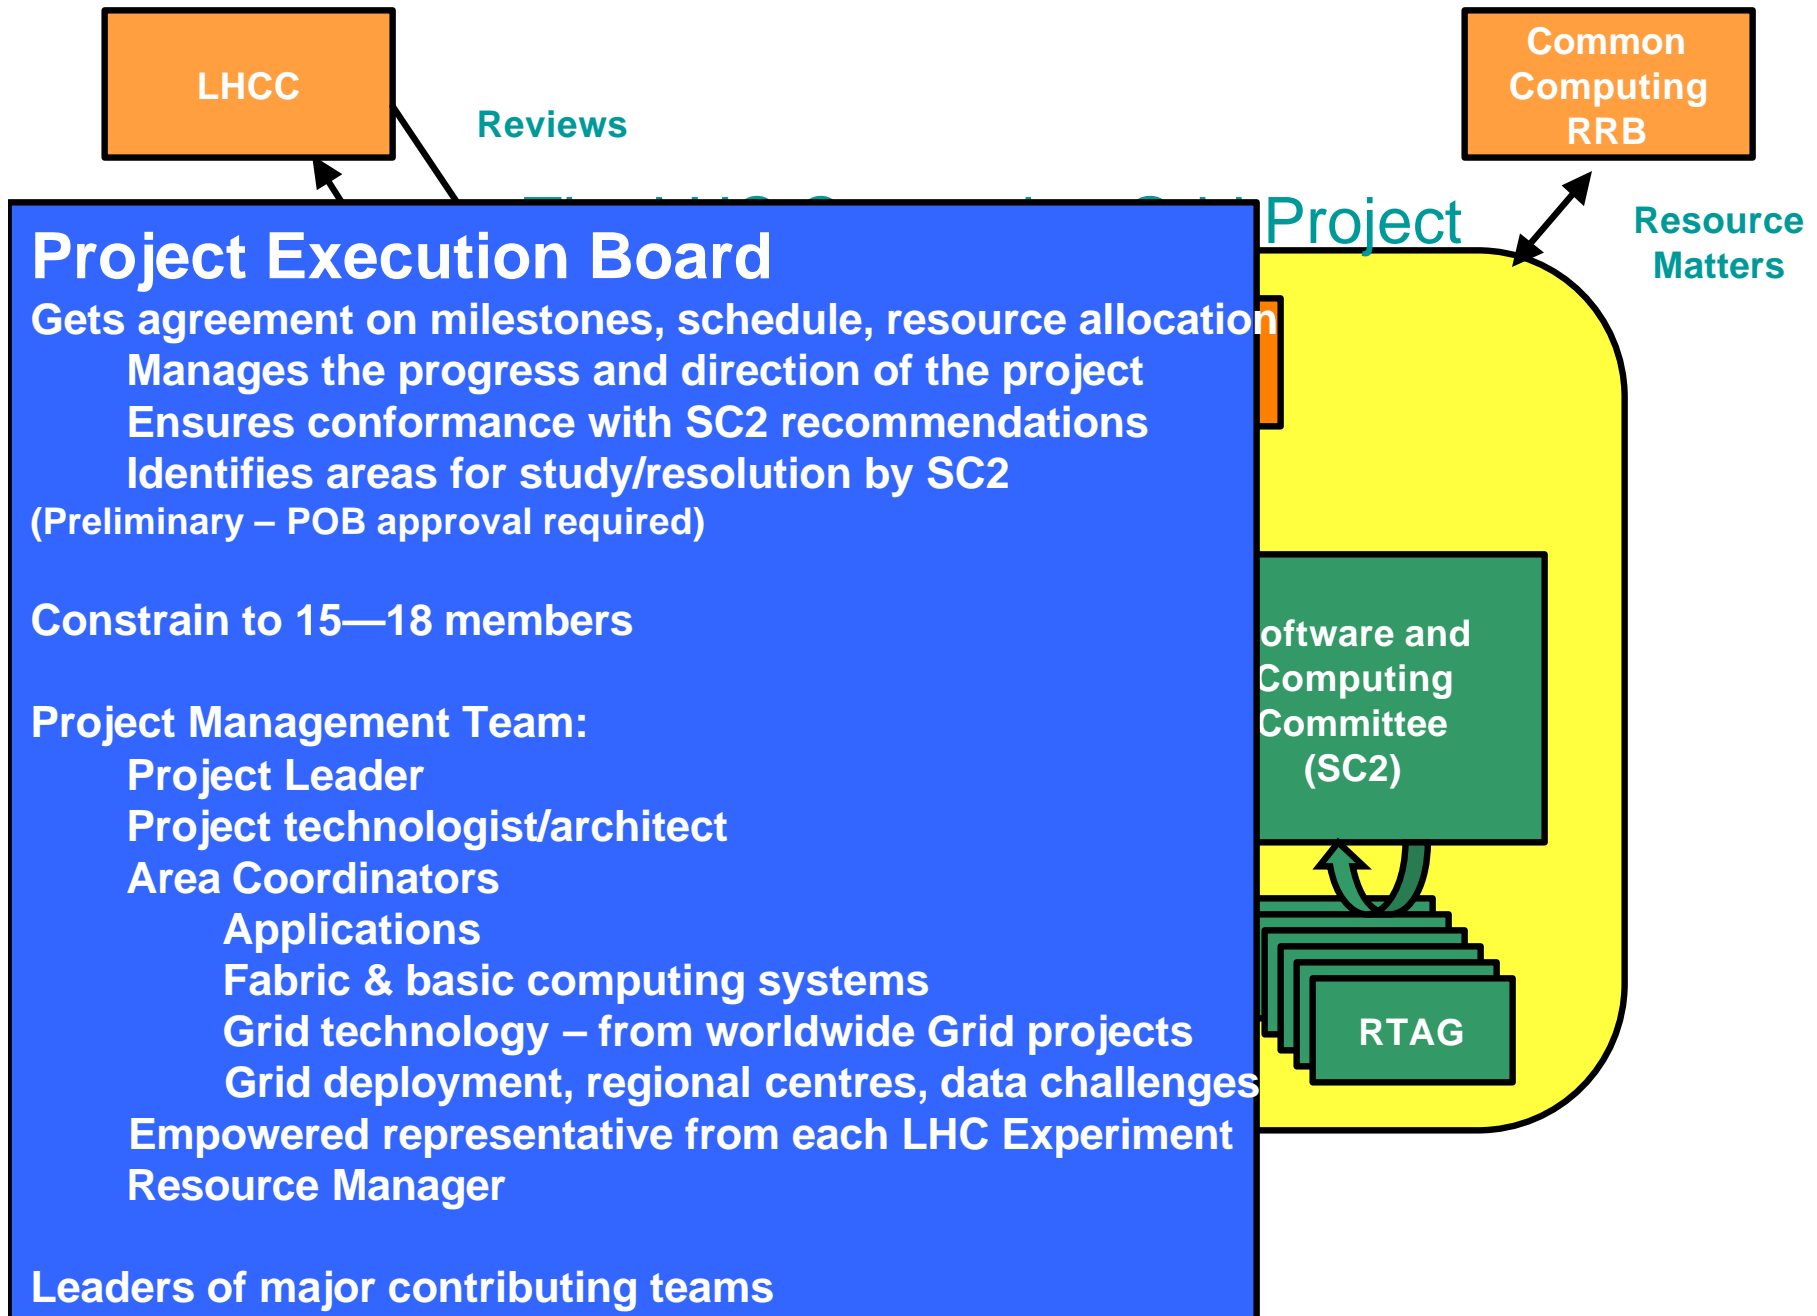 LHCC
Common
Computing
RRB
Reviews
Project
Resource
Matters
Project Execution Board
Gets agreement on milestones, schedule, resource allocation
Manages the progress and direction of the project
Ensures conformance with SC2 recommendations
Identifies areas for study/resolution by SC2
(Preliminary – POB approval required)
Constrain to 15—18 members
Project Management Team:
Project Leader
Project technologist/architect
Area Coordinators
Applications
Fabric & basic computing systems
Grid technology – from worldwide Grid projects
Grid deployment, regional centres, data challenges
Empowered representative from each LHC Experiment
Resource Manager
Leaders of major contributing teams
oftware and
Computing
Committee
(SC2)
RTAG